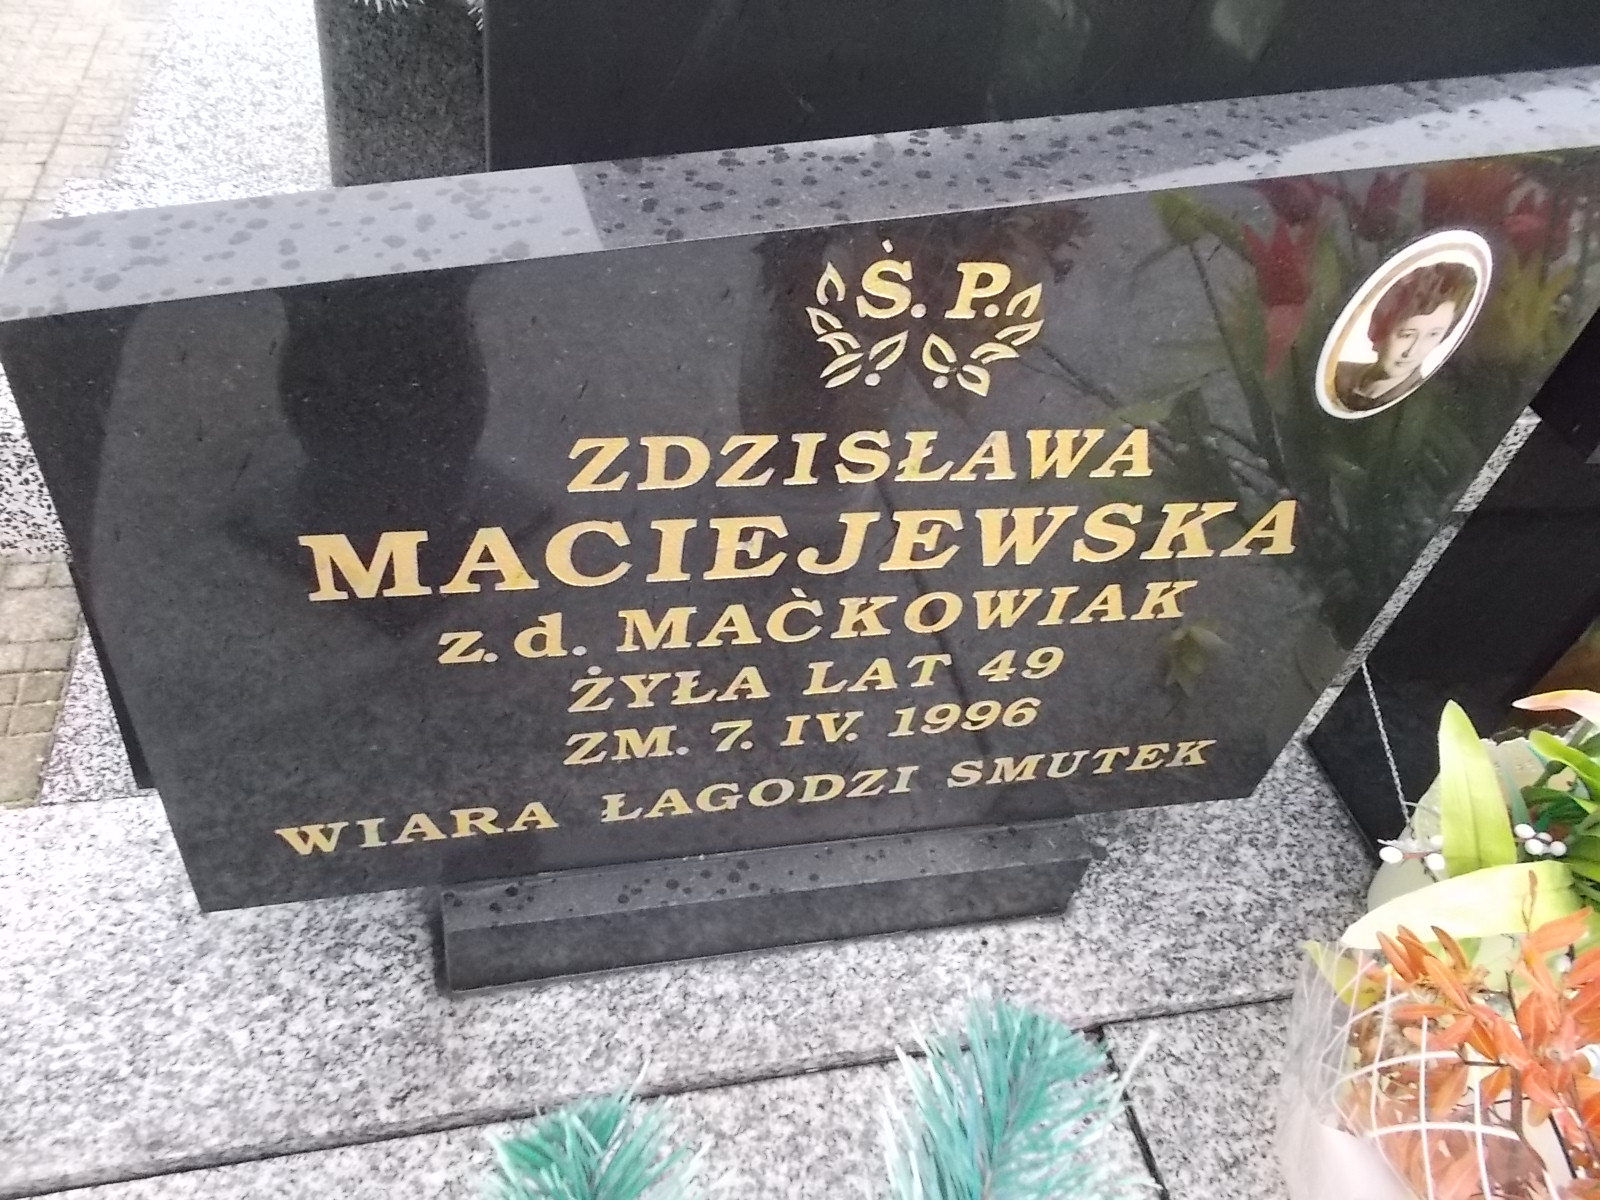 Ś. P.
ZDZISŁAWA
MACIEJEWSKA
z. d. MAĆKOWIAK
ŻYŁA LAT 49
ZM. 7. IV. 1996
WIARA ŁAGODZI SMUTEK